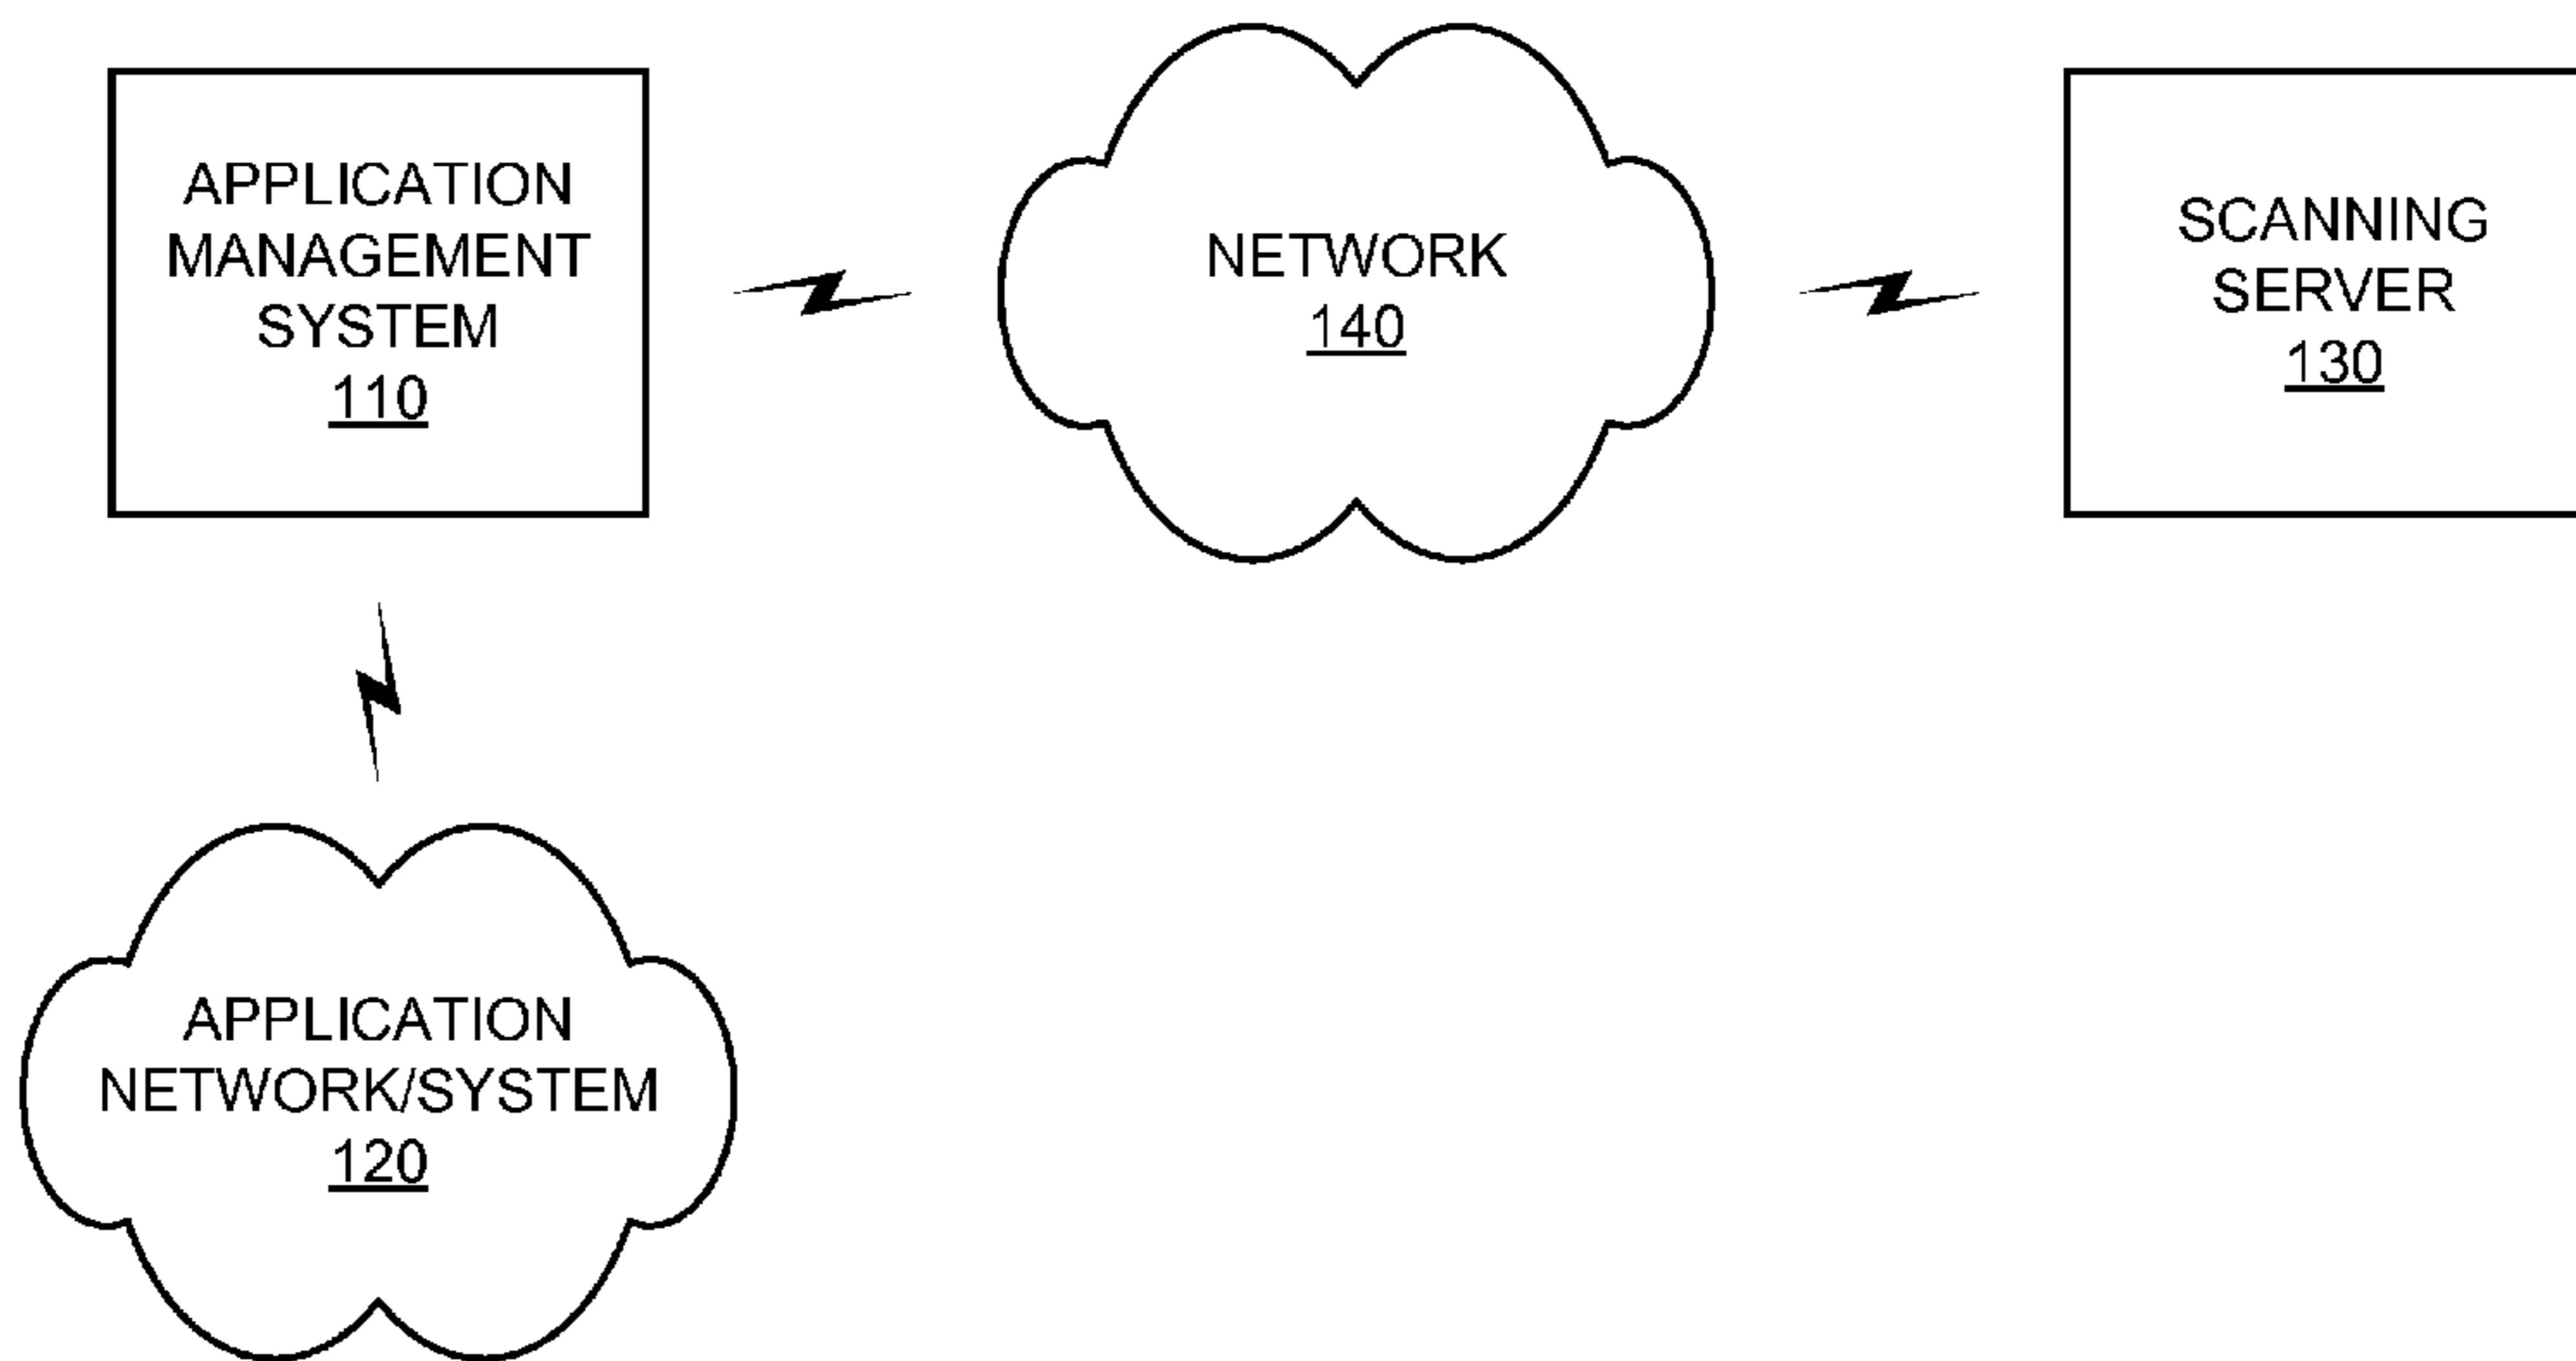 APPLICATION
MANAGEMENT
SYSTEM
110
NETWORK
140
SCANNING
SERVER
130
APPLICATION
NETWORK/SYSTEM
120